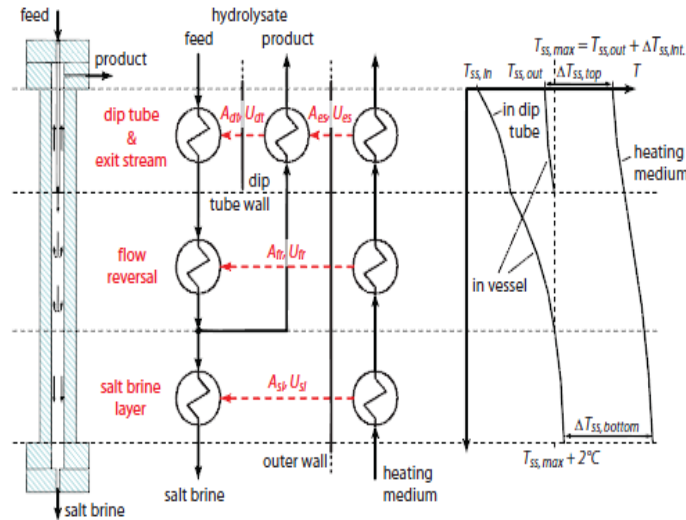 feed
product
salt brine
hydrolysate
feed product
dip tube
&
exit stream
A_dt, U_dt A_es, U_es
dip
tube wall
flow
reversal
A_fr, U_fr
salt brine
layer
A_sl, U_sl
outer wall
salt brine
heating
medium
T_ss,max = T_ss,out + ΔT_ss,Int.
T_ss,In T_ss,out ΔT_ss,top T
in dip
tube
heating
medium
in vessel
ΔT_ss,bottom
T_ss,max + 2°C